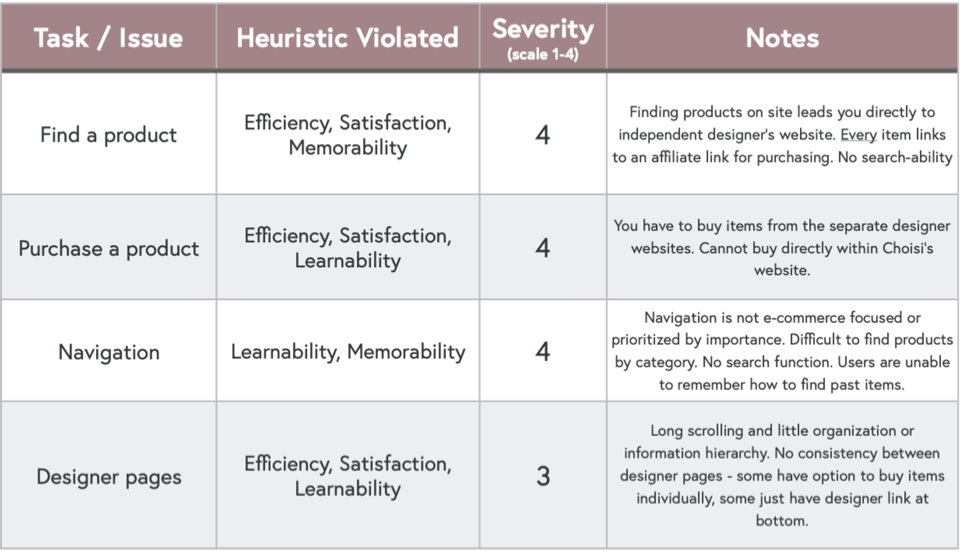 Task / Issue
Heuristic Violated
Severity
(scale 1-4)
Notes
Find a product
Efficiency, Satisfaction,
Memorability
4
Finding products on site leads you directly to
independent designer's website. Every item links
to an affiliate link for purchasing. No search-ability
Purchase a product
Efficiency, Satisfaction,
Learnability
4
You have to buy items from the separate designer
websites. Cannot buy directly within Choisi's
website.
Navigation
Learnability, Memorability
4
Navigation is not e-commerce focused or
prioritized by importance. Difficult to find products
by category. No search function. Users are unable
to remember how to find past items.
Designer pages
Efficiency, Satisfaction,
Learnability
3
Long scrolling and little organization or
information hierarchy. No consistency between
designer pages - some have option to buy items
individually, some just have designer link at
bottom.